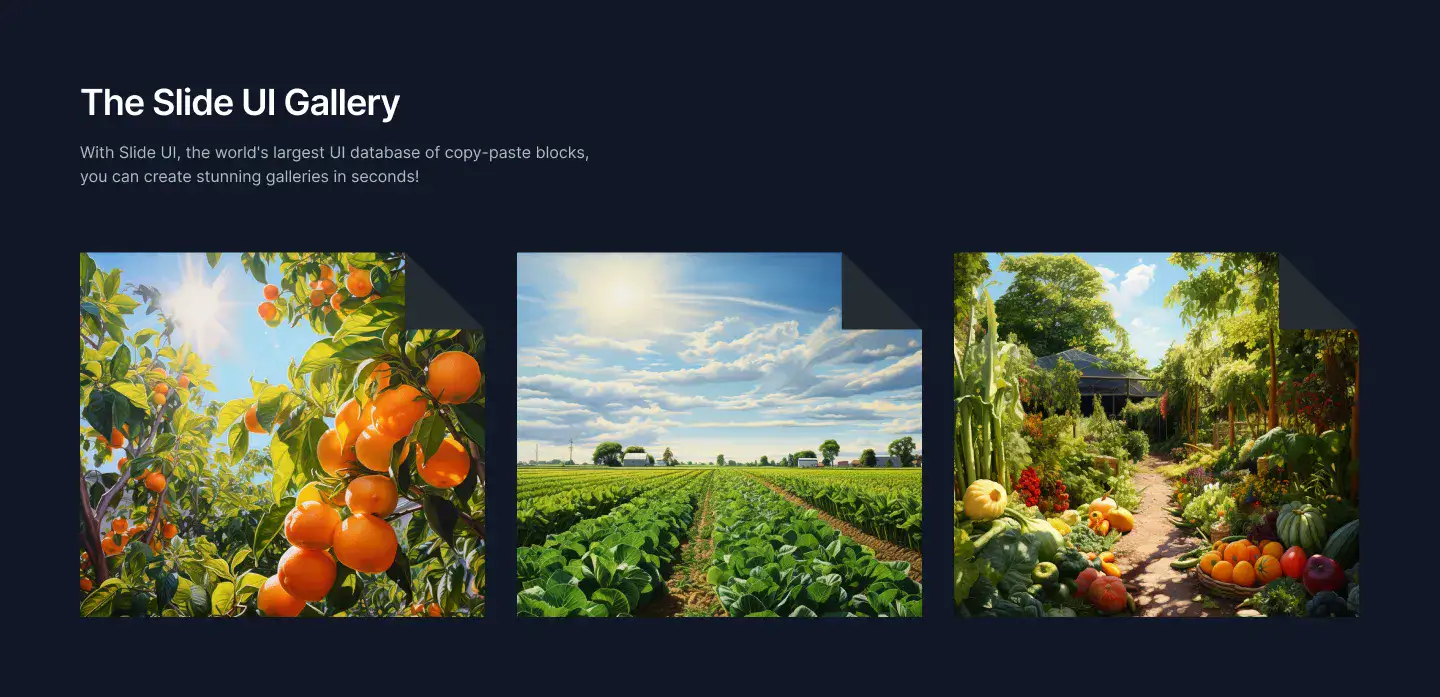 The Slide UI Gallery
With Slide UI, the world's largest UI database of copy-paste blocks,
you can create stunning galleries in seconds!